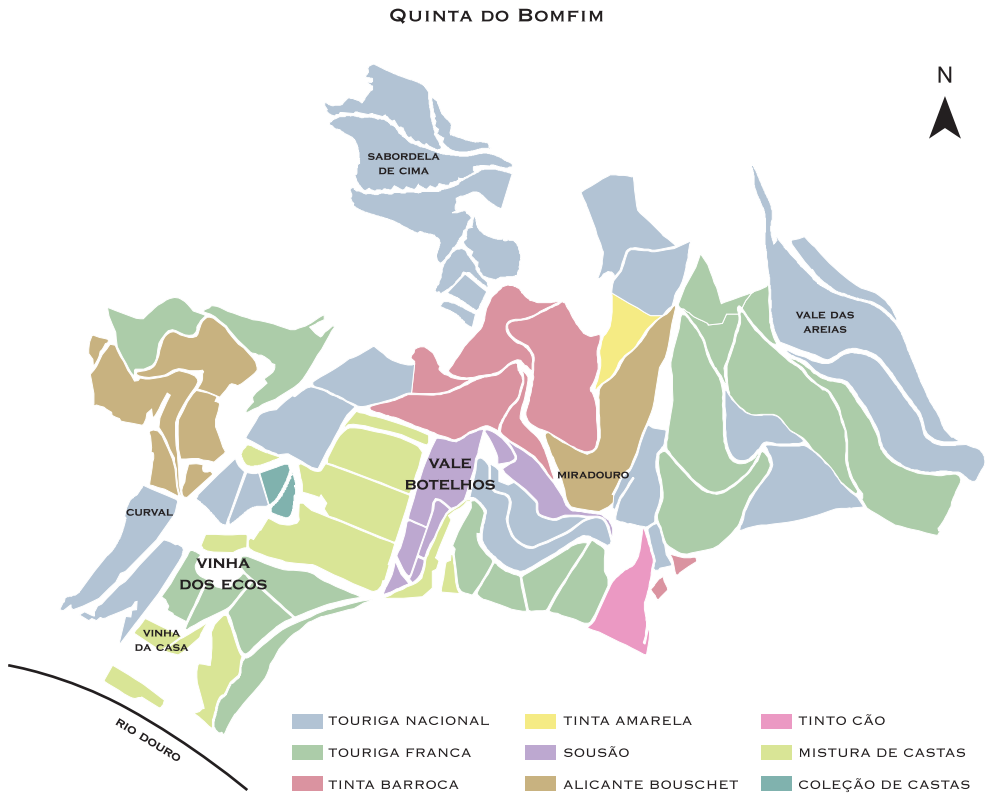 QUINTA DO BOMFIM
N
SABORDELA
DE CIMA
VALE DAS
AREIAS
VALE
BOTELHOS
MIRADOURO
CURVAL
VINHA
DOS ECOS
VINHA
DA CASA
RIO DOURO
TOURIGA NACIONAL
TINTA AMARELA
TINTO CÃO
TOURIGA FRANCA
SOUSÃO
MISTURA DE CASTAS
TINTA BARROCA
ALICANTE BOUSCHET
COLEÇÃO DE CASTAS